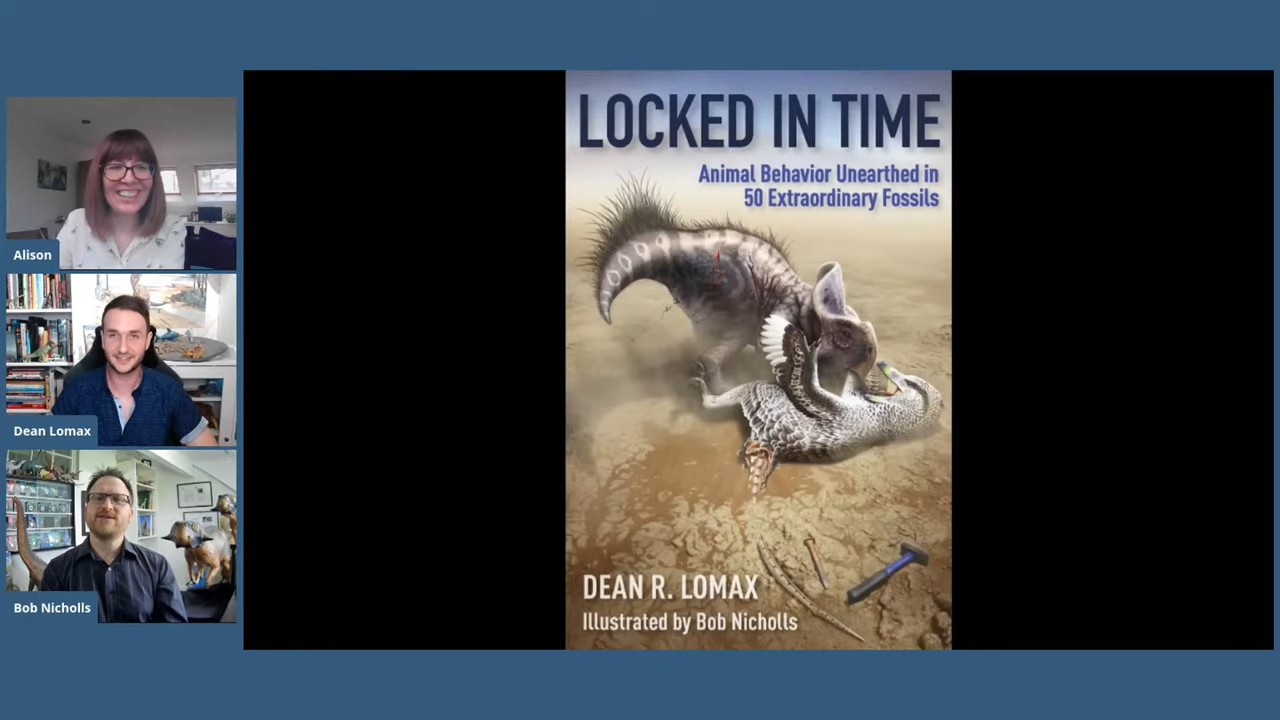 Alison
Dean Lomax
Bob Nicholls
LOCKED IN TIME
Animal Behavior Unearthed in
50 Extraordinary Fossils
DEAN R. LOMAX
Illustrated by Bob Nicholls